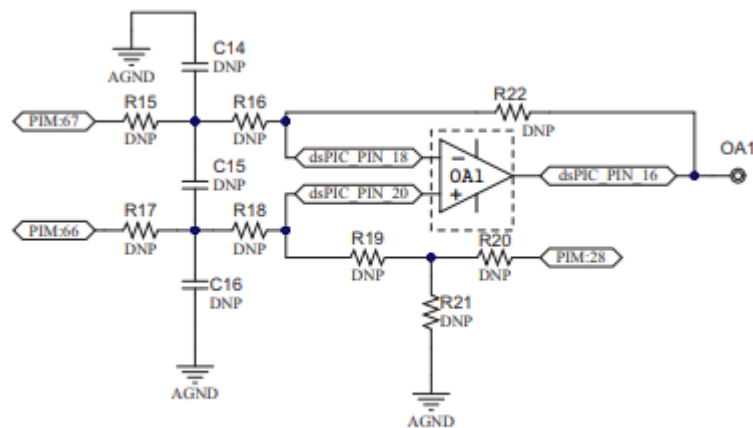 C14
DNP
AGND
R15
R16
R22
PIM:67
DNP
DNP
DNP
OA1
dsPIC_PIN_18
C15
DNP
OA1
dsPIC_PIN_16
dsPIC_PIN_20
R17
R18
PIM:66
DNP
DNP
R19
R20
DNP
DNP
PIM:28
C16
DNP
R21
DNP
AGND
AGND